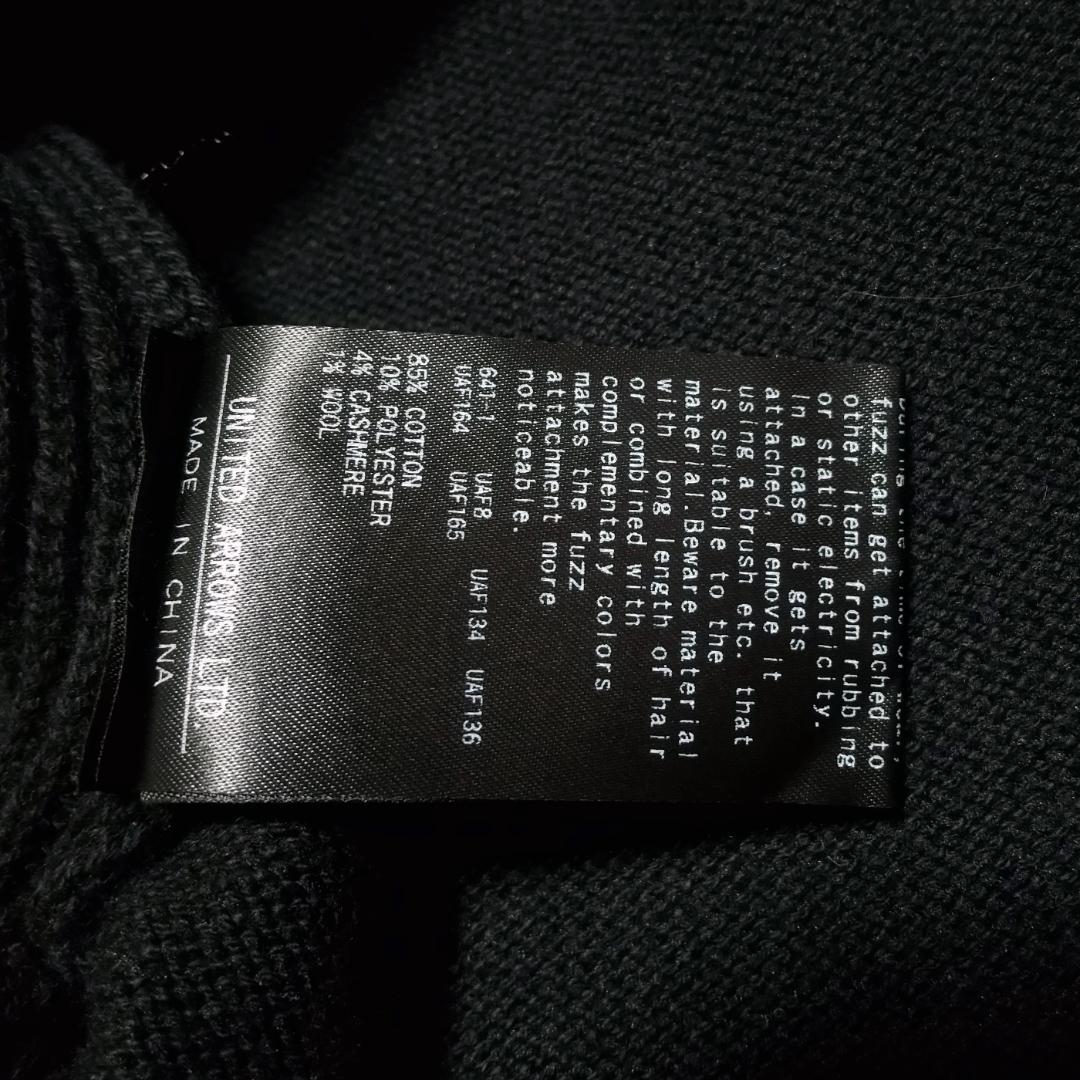 fuzz can get attached to
other items from rubbing
or static electricity.
In a case it gets
attached, remove it
using a brush etc. that
is suitable to the
material.Beware material
with long length of hair
or combined with
complementary colors
makes the fuzz
attachment more
noticeable.
641-1 UAF8 UAF134 UAF136
UAF164 UAF165
85% COTTON
10% POLYESTER
4% CASHMERE
1% WOOL
UNITED ARROWS LTD.
MADE IN CHINA